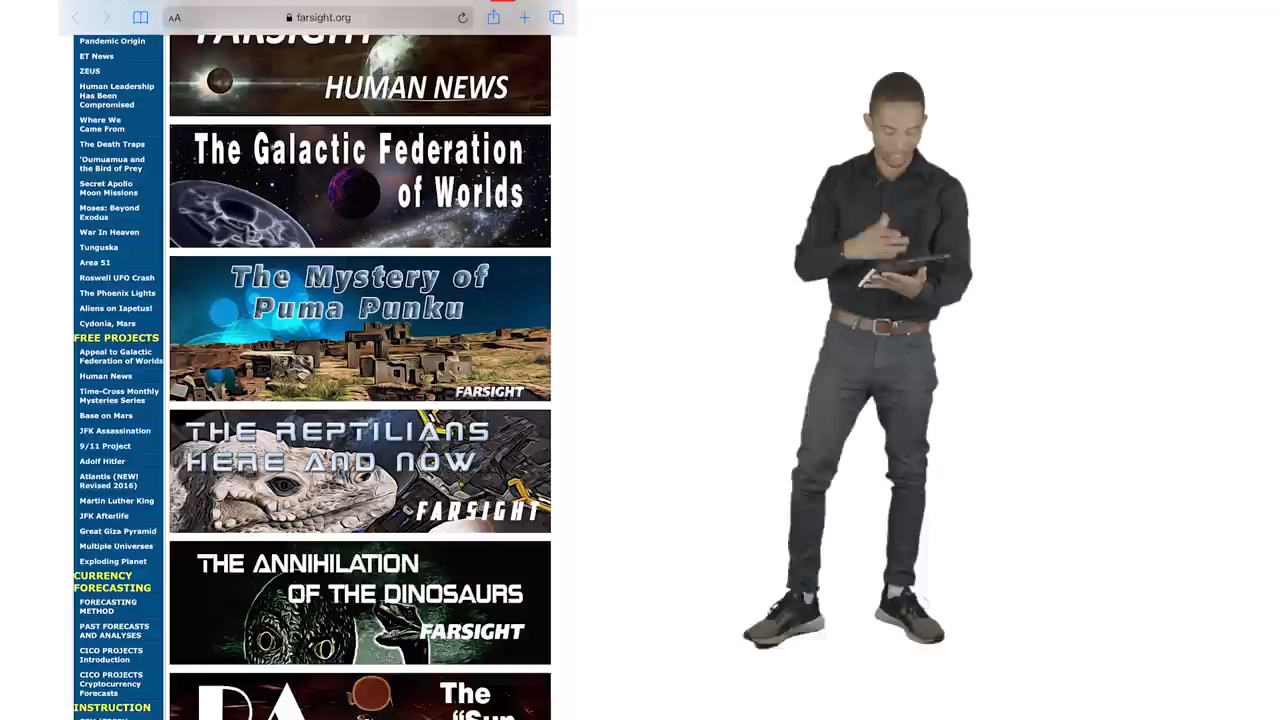 AA
farsight.org
Pandemic Origin
ET News
ZEUS
Human Leadership
Has Been
Compromised
Where We
Came From
The Death Traps
'Oumuamua and
the Bird of Prey
Secret Apollo
Moon Missions
Moses: Beyond
Exodus
War In Heaven
Tunguska
Area 51
Roswell UFO Crash
The Phoenix Lights
Aliens on Iapetus!
Cydonia, Mars
FREE PROJECTS
Appeal to Galactic
Federation of Worlds
Human News
Time-Cross Monthly
Mysteries Series
Base on Mars
JFK Assassination
9/11 Project
Adolf Hitler
Atlantis (NEW!
Revised 2016)
Martin Luther King
JFK Afterlife
Great Giza Pyramid
Multiple Universes
Exploding Planet
CURRENCY
FORECASTING
FORECASTING
METHOD
PAST FORECASTS
AND ANALYSES
CICO PROJECTS
Introduction
CICO PROJECTS
Cryptocurrency
Forecasts
INSTRUCTION
FARSIGHT
HUMAN NEWS
The Galactic Federation
of Worlds
The Mystery of
Puma Punku
FARSIGHT
THE REPTILIANS
HERE AND NOW
FARSIGHT
THE ANNIHILATION
OF THE DINOSAURS
FARSIGHT
RA
The
"Sun